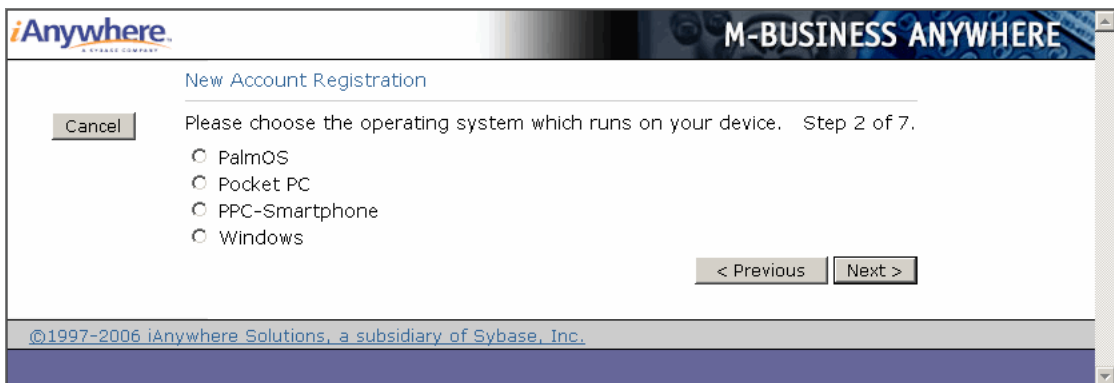 iAnywhere.
A SYBASE COMPANY
M-BUSINESS ANYWHERE
New Account Registration
Cancel
Please choose the operating system which runs on your device. Step 2 of 7.
PalmOS
Pocket PC
PPC-Smartphone
Windows
< Previous
Next >
©1997-2006 iAnywhere Solutions, a subsidiary of Sybase, Inc.